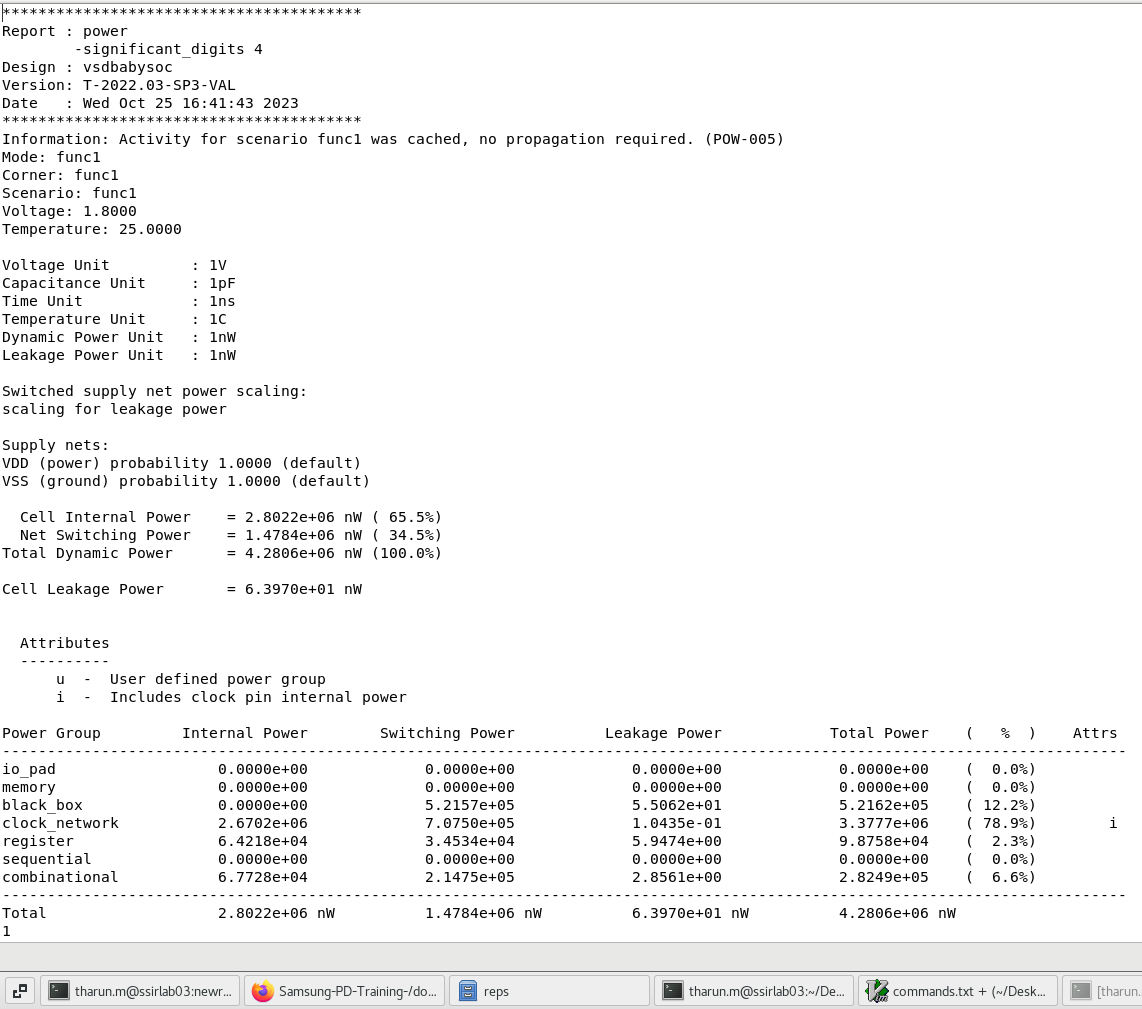 ****************************************
Report : power
        -significant_digits 4
Design : vsdbabysoc
Version: T-2022.03-SP3-VAL
Date   : Wed Oct 25 16:41:43 2023
****************************************
Information: Activity for scenario func1 was cached, no propagation required. (POW-005)
Mode: func1
Corner: func1
Scenario: func1
Voltage: 1.8000
Temperature: 25.0000

Voltage Unit         : 1V
Capacitance Unit     : 1pF
Time Unit            : 1ns
Temperature Unit     : 1C
Dynamic Power Unit   : 1nW
Leakage Power Unit   : 1nW

Switched supply net power scaling:
scaling for leakage power

Supply nets:
VDD (power) probability 1.0000 (default)
VSS (ground) probability 1.0000 (default)

  Cell Internal Power    = 2.8022e+06 nW ( 65.5%)
  Net Switching Power    = 1.4784e+06 nW ( 34.5%)
Total Dynamic Power      = 4.2806e+06 nW (100.0%)

Cell Leakage Power       = 6.3970e+01 nW

  Attributes
  ----------
      u  -  User defined power group
      i  -  Includes clock pin internal power

Power Group         Internal Power        Switching Power          Leakage Power            Total Power    (   %  )    Attrs
-----------------------------------------------------------------------------------------------------------------------------
io_pad                  0.0000e+00             0.0000e+00             0.0000e+00             0.0000e+00    (  0.0%)
memory                  0.0000e+00             0.0000e+00             0.0000e+00             0.0000e+00    (  0.0%)
black_box               0.0000e+00             5.2157e+05             5.5062e+01             5.2162e+05    ( 12.2%)
clock_network           2.6702e+06             7.0750e+05             1.0435e-01             3.3777e+06    ( 78.9%)        i
register                6.4218e+04             3.4534e+04             5.9474e+00             9.8758e+04    (  2.3%)
sequential              0.0000e+00             0.0000e+00             0.0000e+00             0.0000e+00    (  0.0%)
combinational           6.7728e+04             2.1475e+05             2.8561e+00             2.8249e+05    (  6.6%)
-----------------------------------------------------------------------------------------------------------------------------
Total                   2.8022e+06 nW          1.4784e+06 nW          6.3970e+01 nW          4.2806e+06 nW
1
tharun.m@ssirlab03:newr... Samsung-PD-Training-/do... reps tharun.m@ssirlab03:~/De... commands.txt + (~/Desk... [tharun.